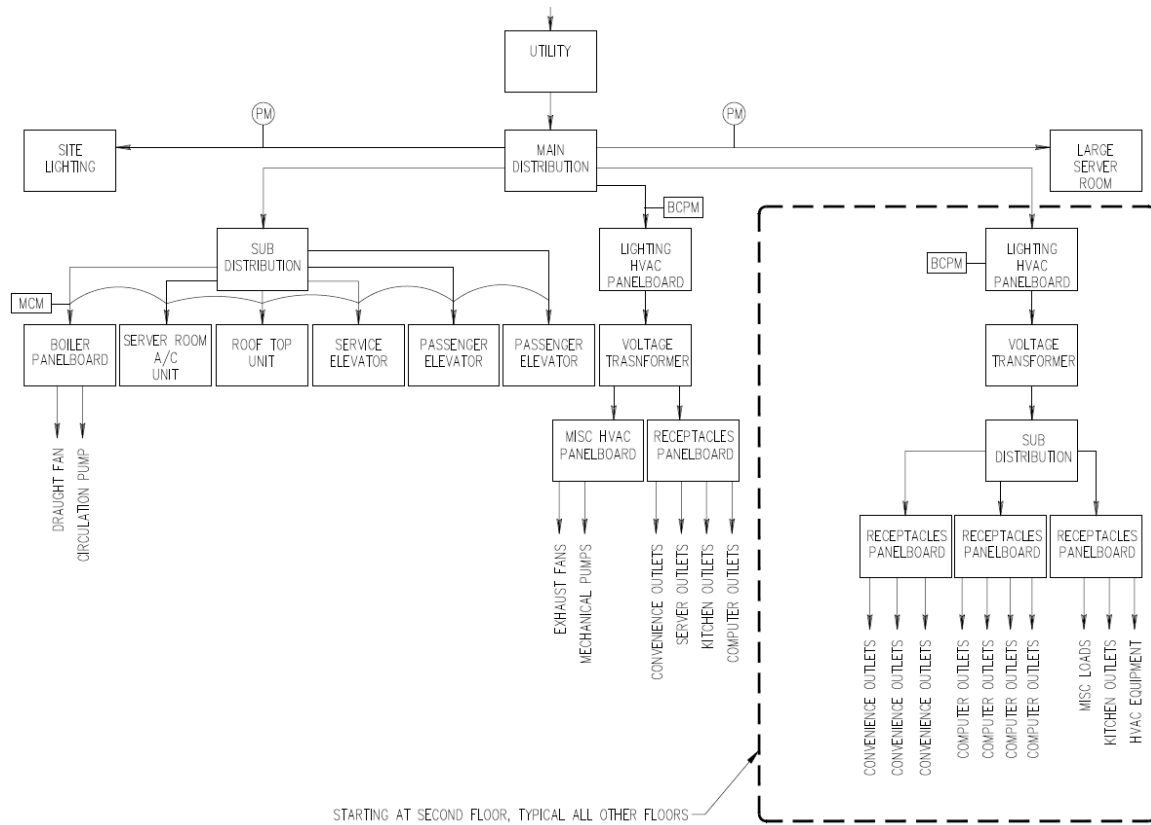 UTILITY
PM
PM
SITE
LIGHTING
MAIN
DISTRIBUTION
LARGE
SERVER
ROOM
BCPM
SUB
DISTRIBUTION
LIGHTING
HVAC
PANELBOARD
BCPM
LIGHTING
HVAC
PANELBOARD
MCM
BOILER
PANELBOARD
SERVER ROOM
A/C
UNIT
ROOF TOP
UNIT
SERVICE
ELEVATOR
PASSENGER
ELEVATOR
PASSENGER
ELEVATOR
VOLTAGE
TRASNFORMER
VOLTAGE
TRANSFORMER
MISC HVAC
PANELBOARD
RECEPTACLES
PANELBOARD
SUB
DISTRIBUTION
DRAUGHT FAN
CIRCULATION PUMP
RECEPTACLES
PANELBOARD
RECEPTACLES
PANELBOARD
RECEPTACLES
PANELBOARD
EXHAUST FANS
MECHANICAL PUMPS
CONVENIENCE OUTLETS
SERVER OUTLETS
KITCHEN OUTLETS
COMPUTER OUTLETS
CONVENIENCE OUTLETS
CONVENIENCE OUTLETS
CONVENIENCE OUTLETS
COMPUTER OUTLETS
COMPUTER OUTLETS
COMPUTER OUTLETS
COMPUTER OUTLETS
MISC LOADS
KITCHEN OUTLETS
HVAC EQUIPMENT
STARTING AT SECOND FLOOR, TYPICAL ALL OTHER FLOORS